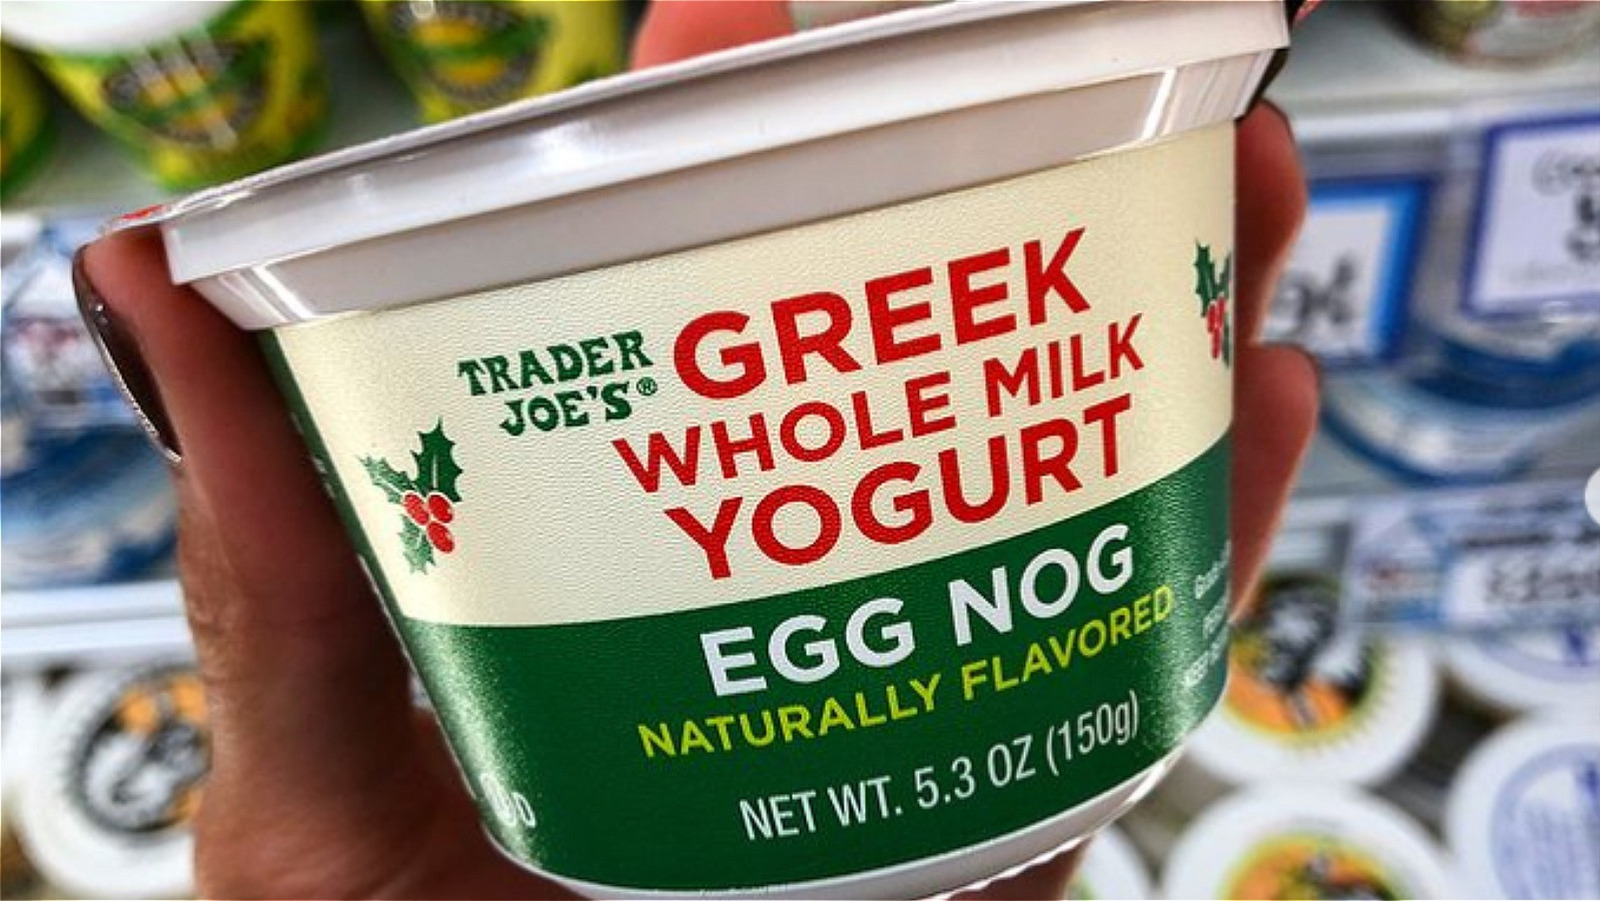 TRADER
JOE'S®
GREEK
WHOLE MILK
YOGURT
EGG NOG
NATURALLY FLAVORED
NET WT. 5.3 OZ (150g)